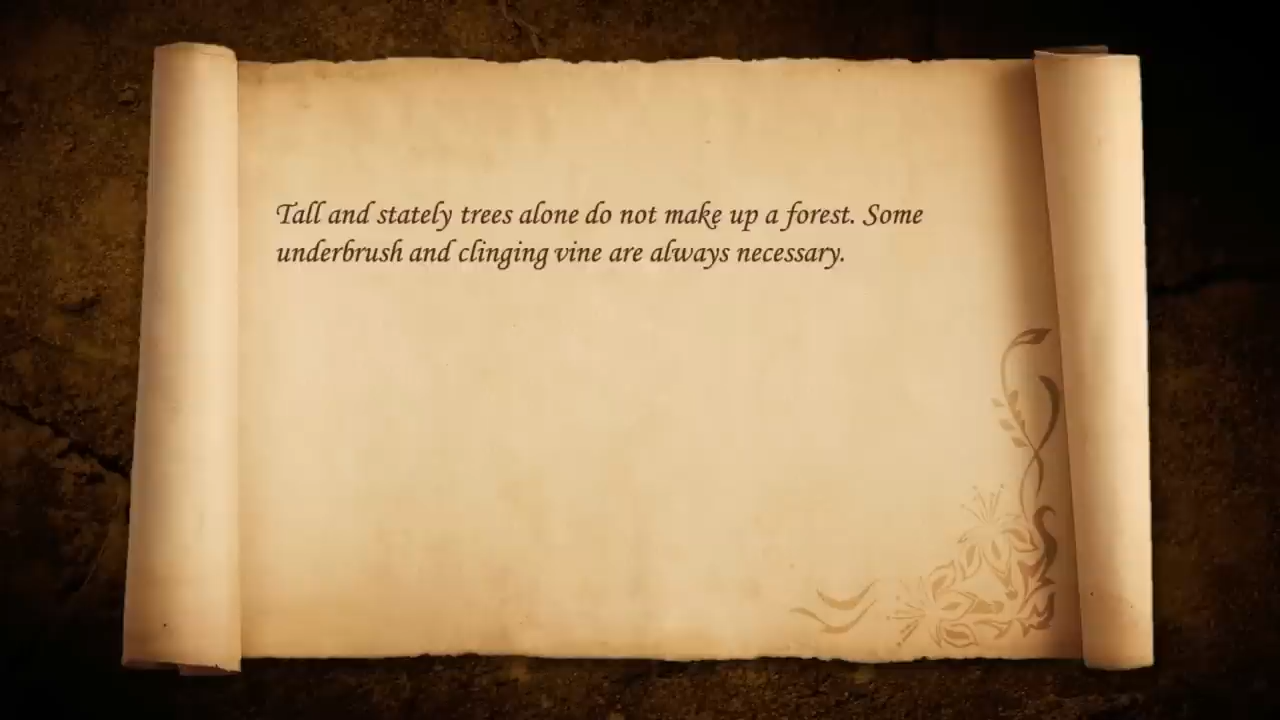 Tall and stately trees alone do not make up a forest. Some
underbrush and clinging vine are always necessary.